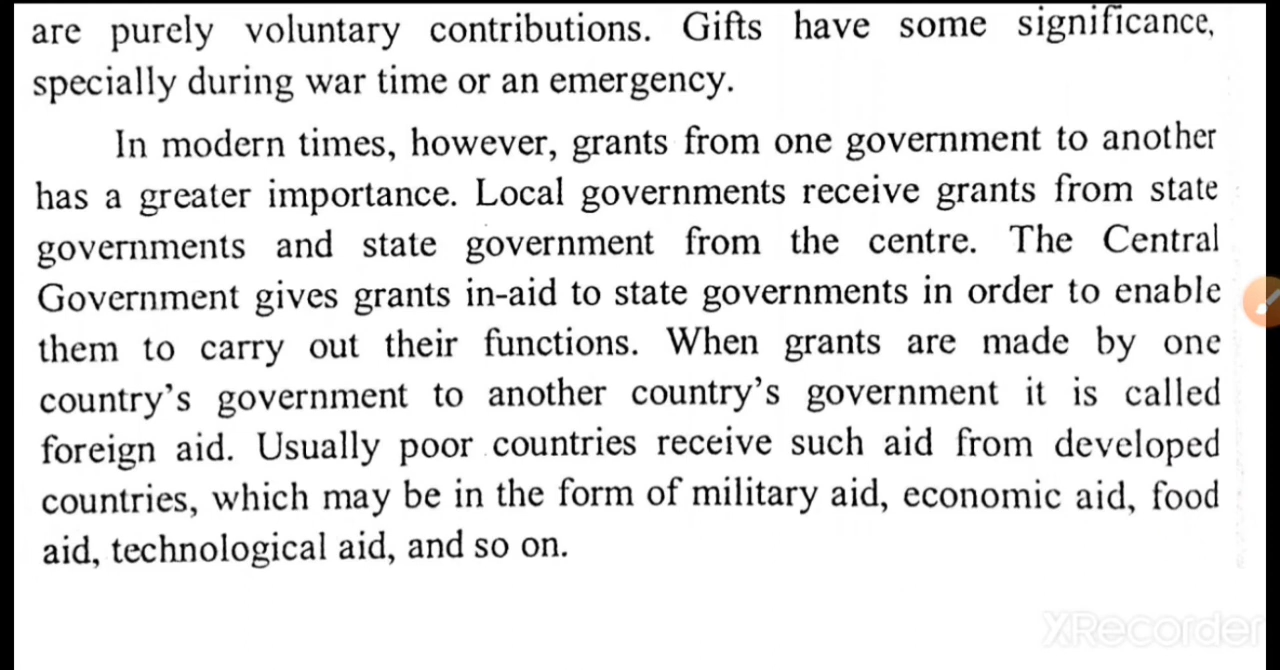 are purely voluntary contributions. Gifts have some significance,
specially during war time or an emergency.
In modern times, however, grants from one government to another
has a greater importance. Local governments receive grants from state
governments and state government from the centre. The Central
Government gives grants in-aid to state governments in order to enable
them to carry out their functions. When grants are made by one
country's government to another country's government it is called
foreign aid. Usually poor countries receive such aid from developed
countries, which may be in the form of military aid, economic aid, food
aid, technological aid, and so on.
XRecorder